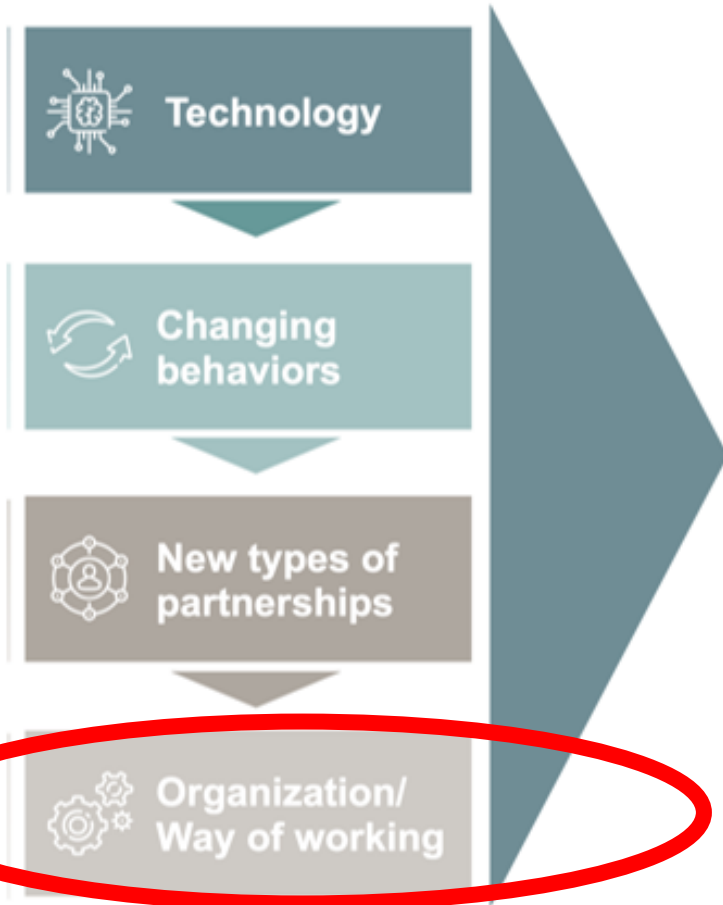 Technology
Changing
behaviors
New types of
partnerships
Organization/
Way of working